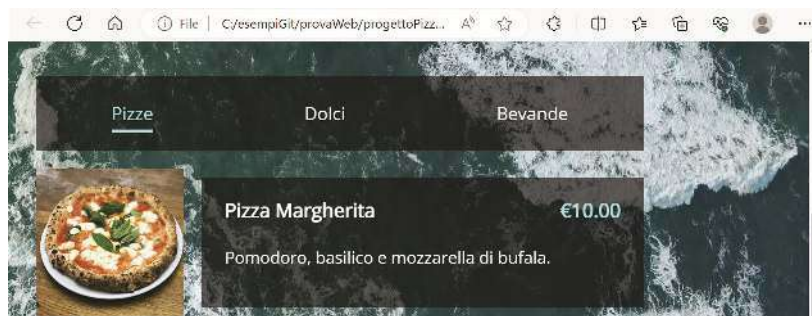 File | C:/esempiGit/provaWeb/progettoPizz...
Pizze Dolci Bevande
Pizza Margherita €10.00
Pomodoro, basilico e mozzarella di bufala.